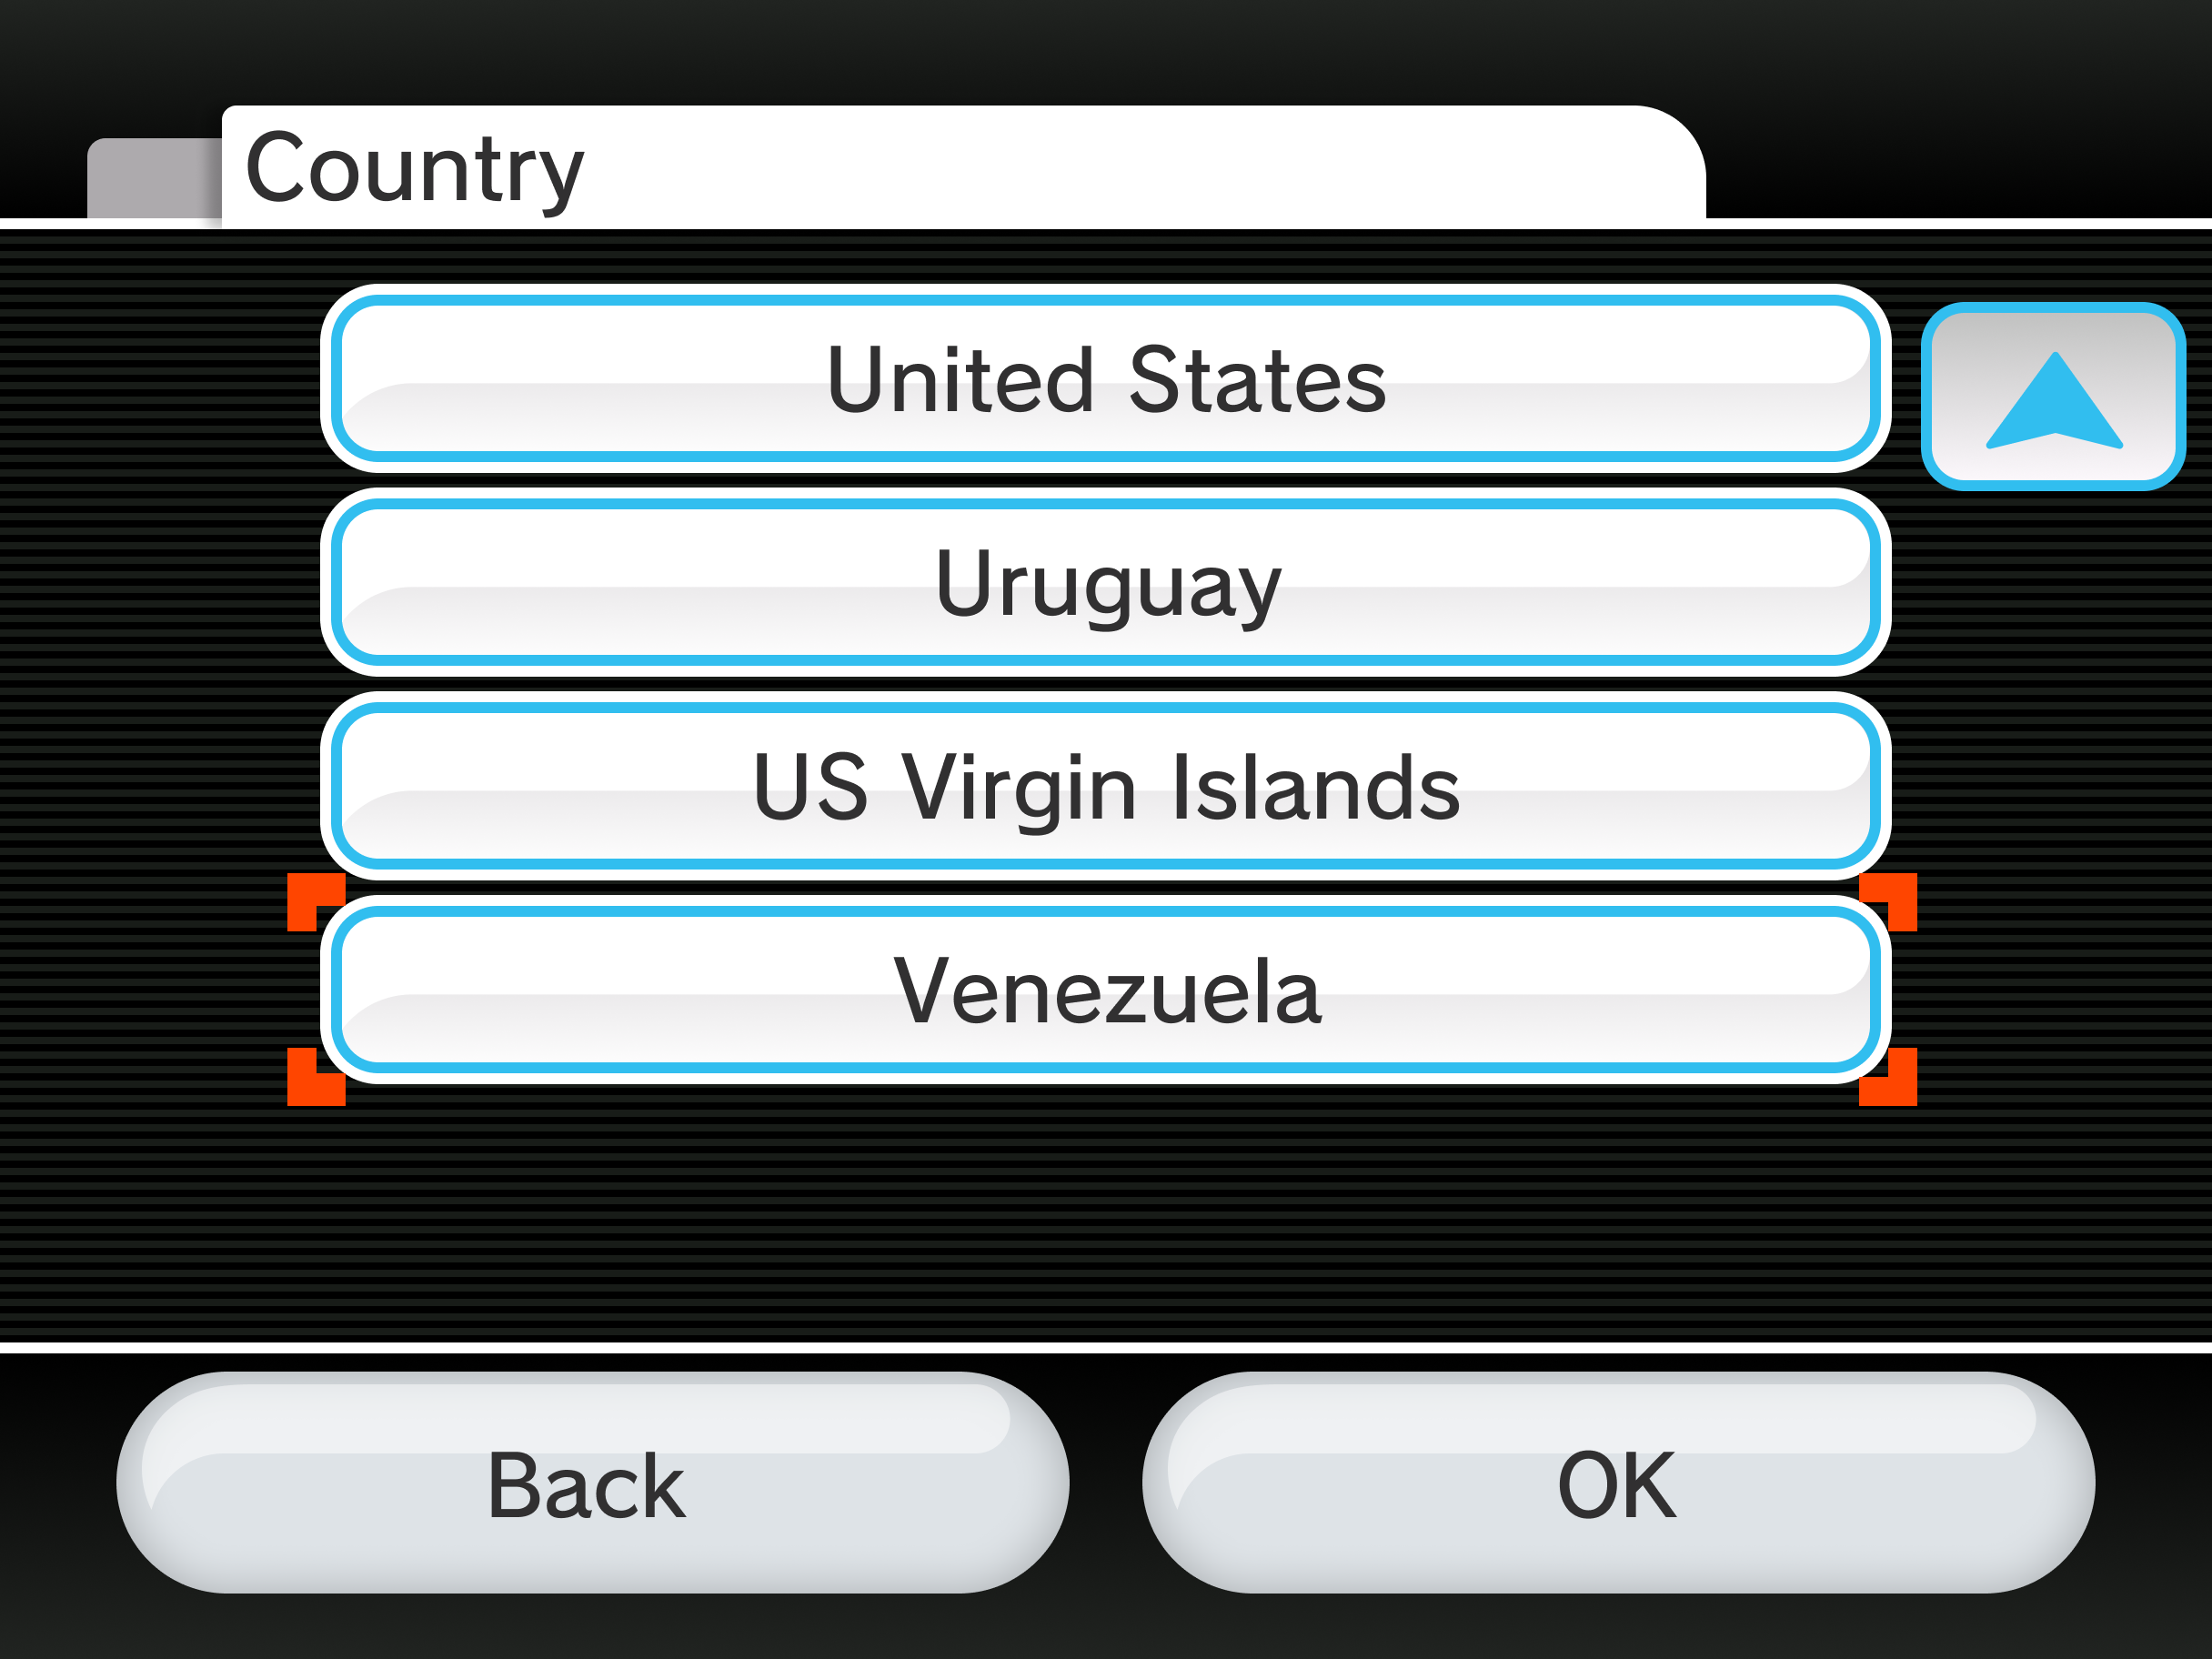 Country
United States
Uruguay
US Virgin Islands
Venezuela
Back
OK